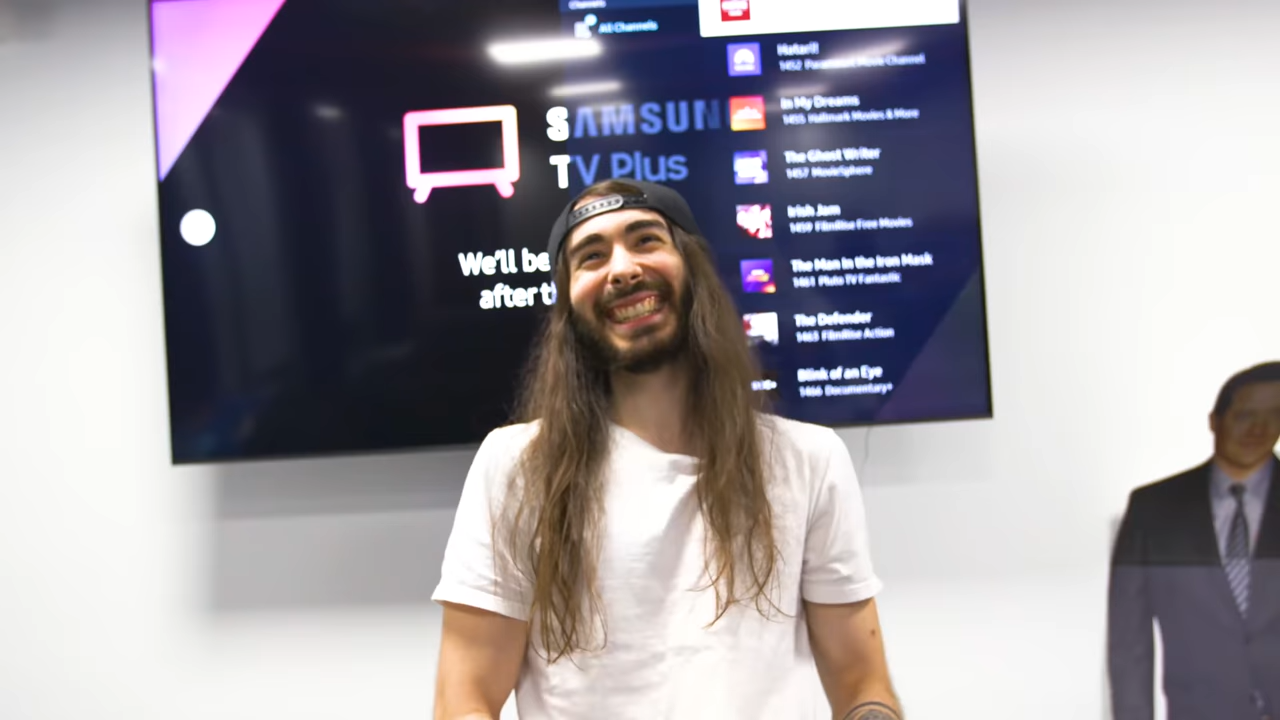 Channels
All Channels
SAMSUN
TV Plus
We'll be
after t
Hatari!
1452 Paramount Movie Channel
In My Dreams
1455 Hallmark Movies & More
The Ghost Writer
1457 MovieSphere
Irish Jam
1459 FilmRise Free Movies
The Man in the Iron Mask
1461 Pluto TV Fantastic
The Defender
1463 FilmRise Action
Blink of an Eye
1466 Documentary+